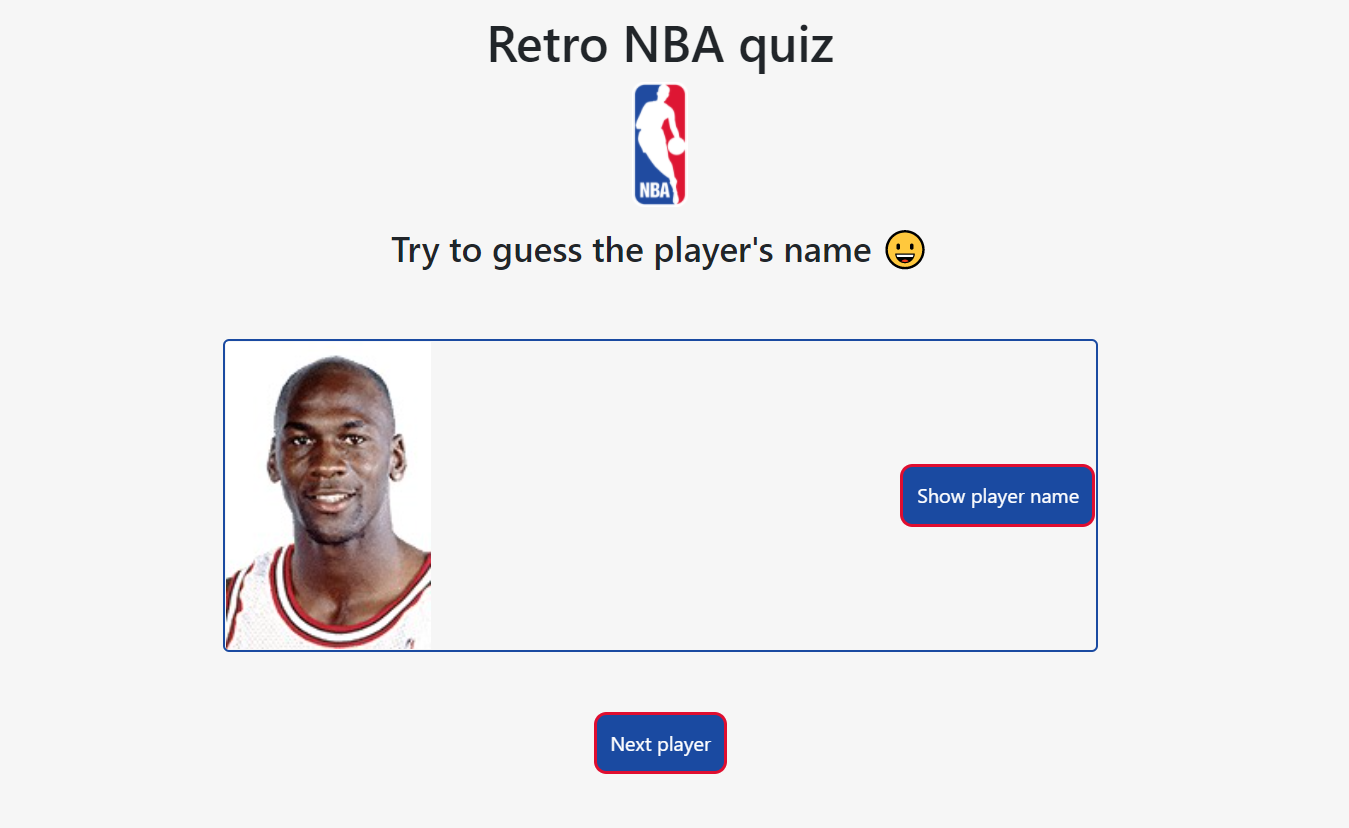 Retro NBA quiz
NBA
Try to guess the player's name 😀
Show player name
Next player